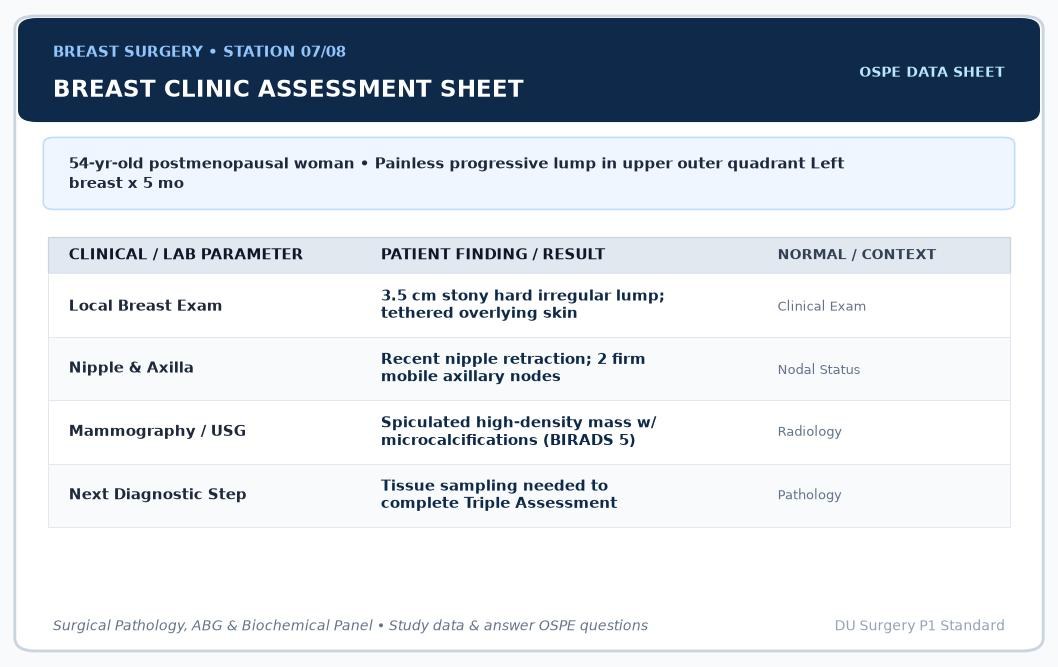 BREAST SURGERY • STATION 07/08
BREAST CLINIC ASSESSMENT SHEET
OSPE DATA SHEET
54-yr-old postmenopausal woman • Painless progressive lump in upper outer quadrant Left
breast x 5 mo
CLINICAL / LAB PARAMETER
PATIENT FINDING / RESULT
NORMAL / CONTEXT
Local Breast Exam
3.5 cm stony hard irregular lump;
tethered overlying skin
Clinical Exam
Nipple & Axilla
Recent nipple retraction; 2 firm
mobile axillary nodes
Nodal Status
Mammography / USG
Spiculated high-density mass w/
microcalcifications (BIRADS 5)
Radiology
Next Diagnostic Step
Tissue sampling needed to
complete Triple Assessment
Pathology
Surgical Pathology, ABG & Biochemical Panel • Study data & answer OSPE questions
DU Surgery P1 Standard